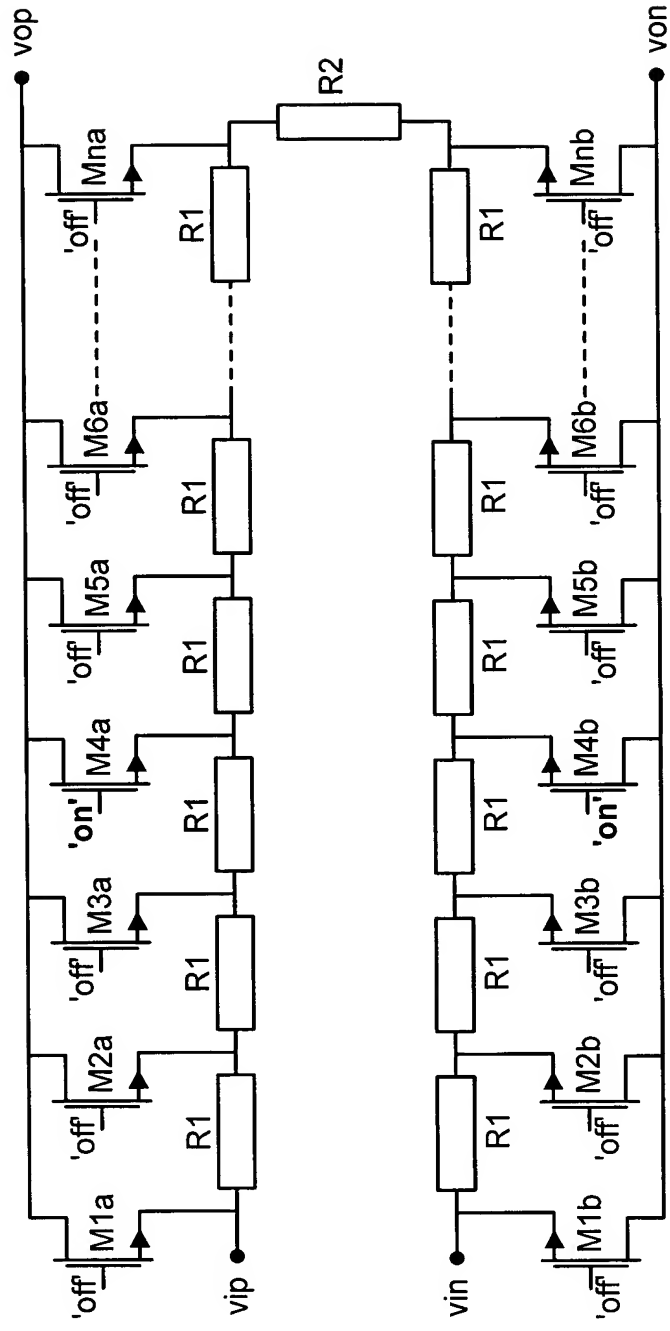 vop
M1a
M2a
M3a
M4a
M5a
M6a
Mna
'off'
'off'
'off'
'on'
'off'
'off'
'off'
R1
R1
R1
R1
R1
R1
R2
vip
vin
R1
R1
R1
R1
R1
R1
M1b
M2b
M3b
M4b
M5b
M6b
Mnb
'off'
'off'
'off'
'on'
'off'
'off'
'off'
von